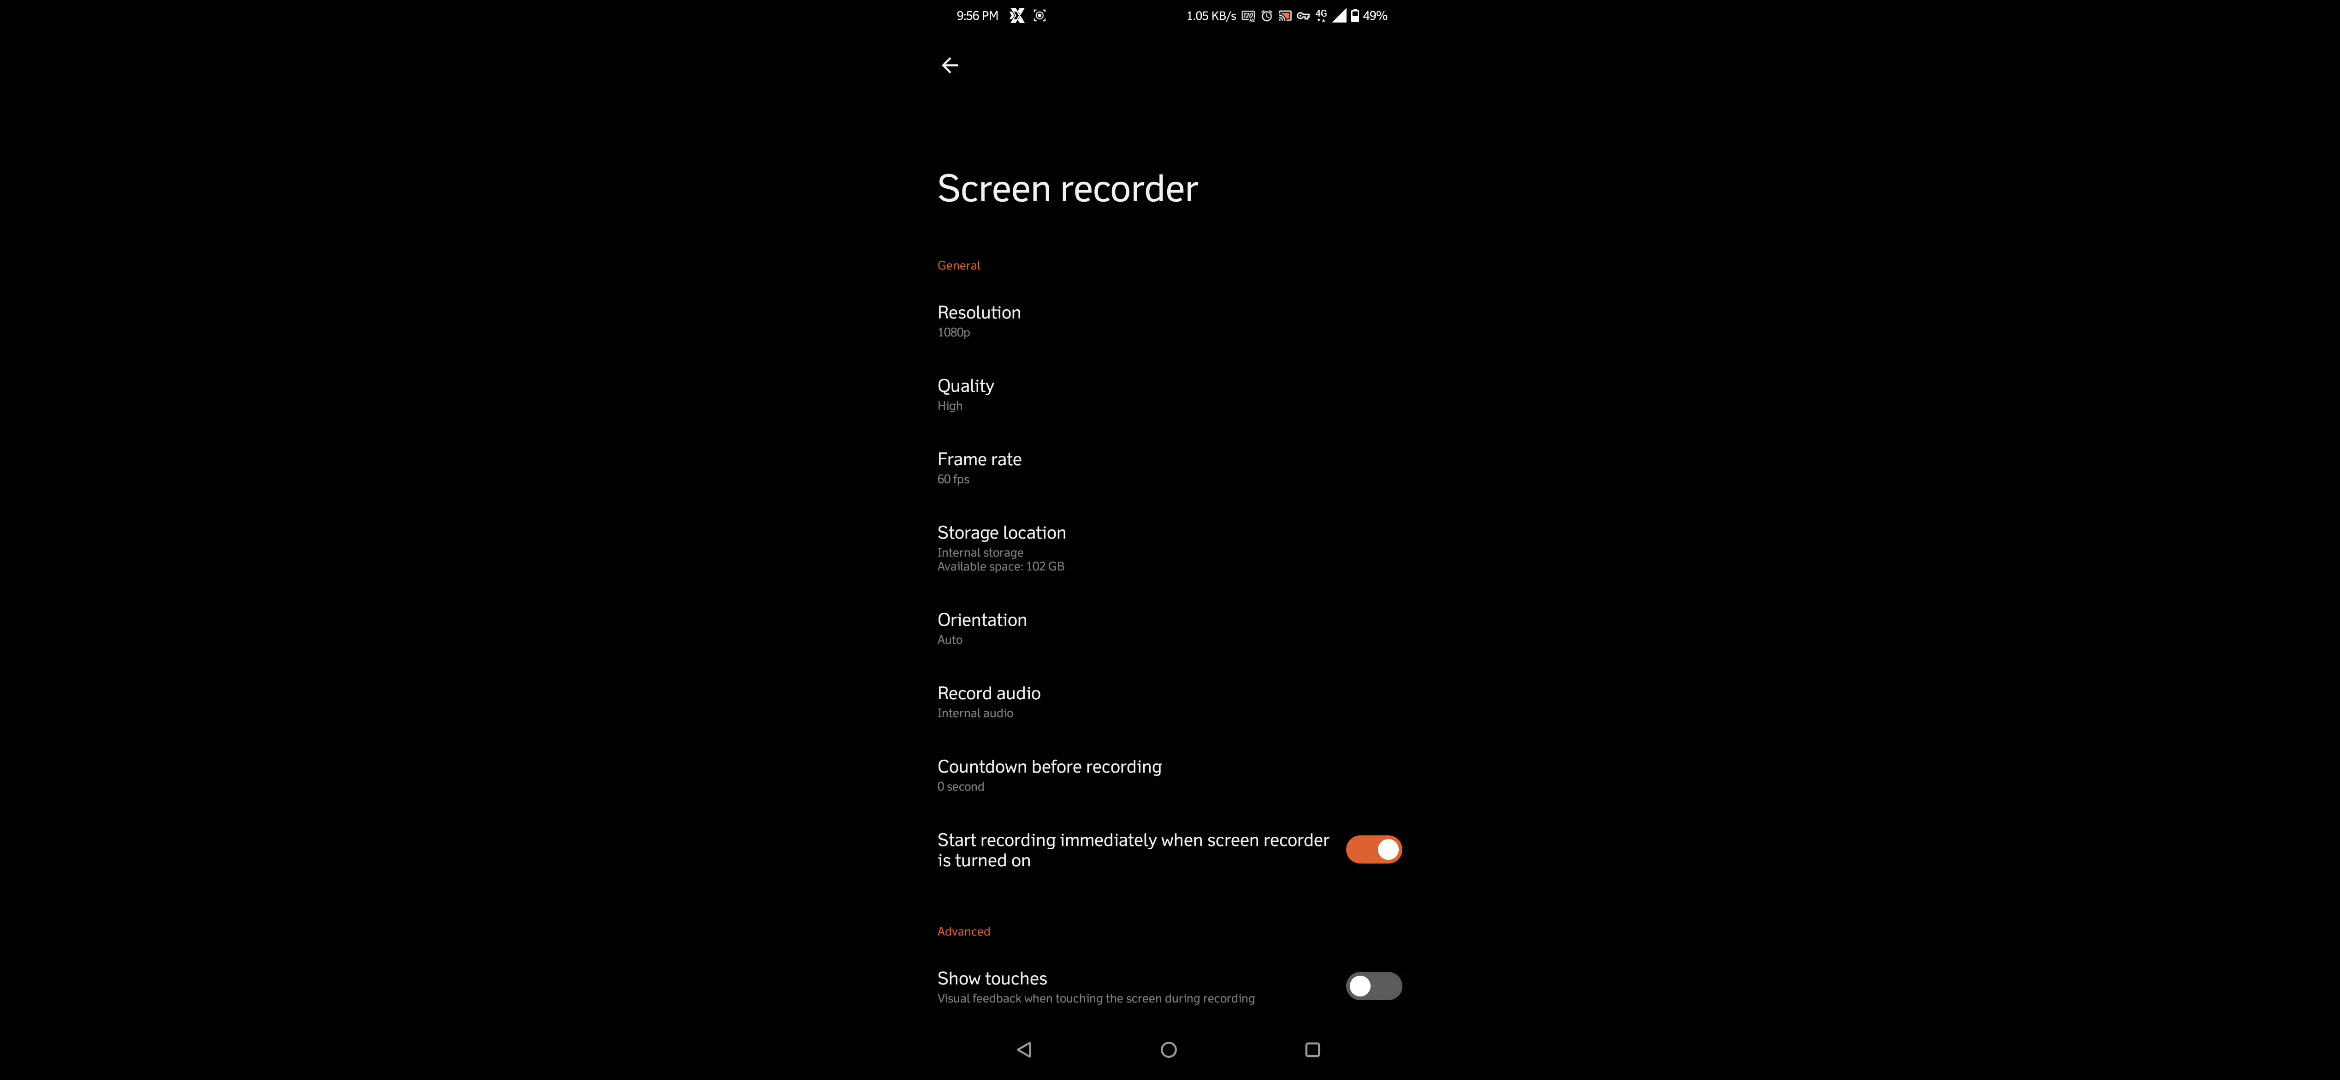 9:56 PM 1.05 KB/s 4G 49%
Screen recorder
General
Resolution
1080p
Quality
High
Frame rate
60 fps
Storage location
Internal storage
Available space: 102 GB
Orientation
Auto
Record audio
Internal audio
Countdown before recording
0 second
Start recording immediately when screen recorder
is turned on
Advanced
Show touches
Visual feedback when touching the screen during recording